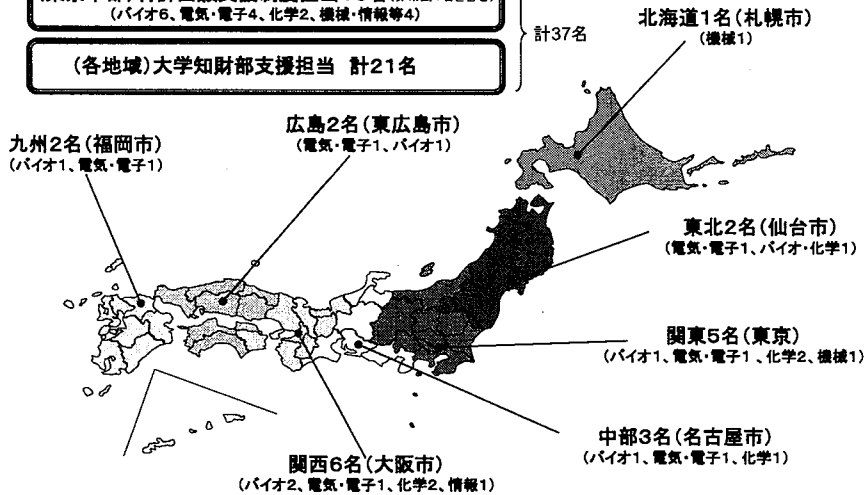 (バイオ6、電気・電子4、化学2、機械・情報等4)
(各地域)大学知財部支援担当 計21名
計37名
北海道1名(札幌市)
(機械1)
九州2名(福岡市)
(バイオ1、電気・電子1)
広島2名(東広島市)
(電気・電子1、バイオ1)
東北2名(仙台市)
(電気・電子1、バイオ・化学1)
関東5名(東京)
(バイオ1、電気・電子1、化学2、機械1)
中部3名(名古屋市)
(バイオ1、電気・電子1、化学1)
関西6名(大阪市)
(バイオ2、電気・電子1、化学2、情報1)